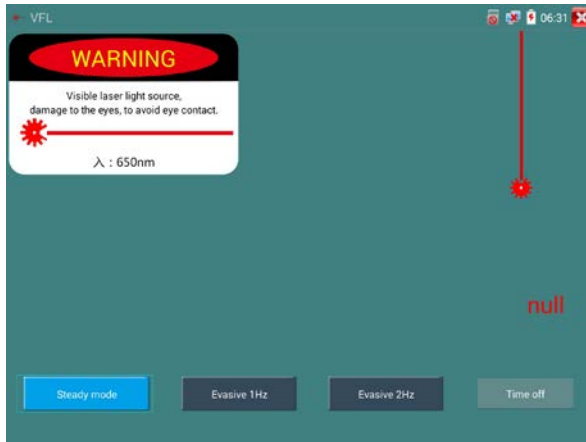 VFL
06:31
WARNING
Visible laser light source,
damage to the eyes, to avoid eye contact.
入：650nm
null
Steady mode
Evasive 1Hz
Evasive 2Hz
Time off